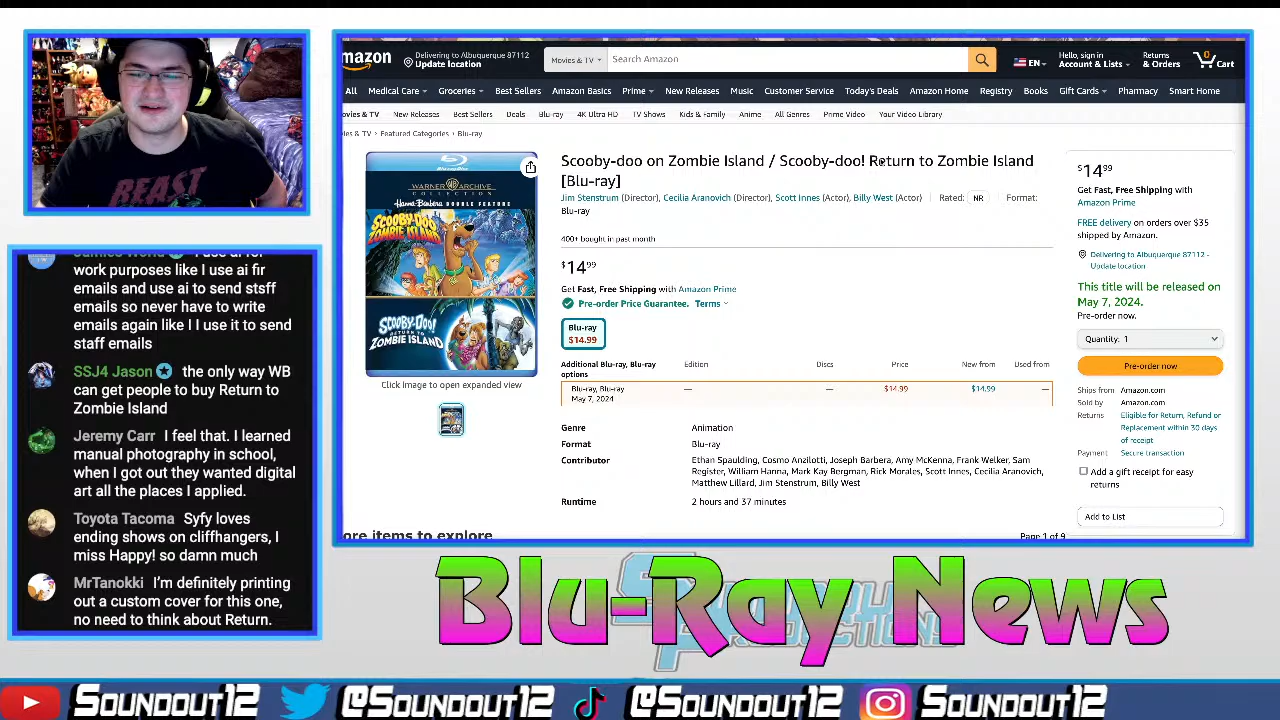 BEAST
James World I use ai for
work purposes like I use ai fir
emails and use ai to send stsff
emails so never have to write
emails again like I I use it to send
staff emails
SSJ4 Jason the only way WB
can get people to buy Return to
Zombie Island
Jeremy Carr I feel that. I learned
manual photography in school,
when I got out they wanted digital
art all the places I applied.
Toyota Tacoma Syfy loves
ending shows on cliffhangers, I
miss Happy! so damn much
MrTanokki I'm definitely printing
out a custom cover for this one,
no need to think about Return.
amazon
Delivering to Albuquerque 87112
Update location
Movies & TV
Search Amazon
EN
Hello, sign in
Account & Lists
Returns
& Orders
0
Cart
All Medical Care Groceries Best Sellers Amazon Basics Prime New Releases Music Customer Service Today's Deals Amazon Home Registry Books Gift Cards Pharmacy Smart Home
ovies & TV New Releases Best Sellers Deals Blu-ray 4K Ultra HD TV Shows Kids & Family Anime All Genres Prime Video Your Video Library
ies & TV › Featured Categories › Blu-ray
Blu-ray
WARNER ARCHIVE
COLLECTION
Hanna-Barbera DOUBLE FEATURE
SCOOBY-DOO
ZOMBIE ISLAND
SCOOBY-DOO!
RETURN TO
ZOMBIE ISLAND
Click image to open expanded view
Scooby-doo on Zombie Island / Scooby-doo! Return to Zombie Island
[Blu-ray]
Jim Stenstrum (Director), Cecilia Aranovich (Director), Scott Innes (Actor), Billy West (Actor) Rated: NR Format:
Blu-ray
400+ bought in past month
$14.99
Get Fast, Free Shipping with Amazon Prime
Pre-order Price Guarantee. Terms
Blu-ray
$14.99
Additional Blu-ray, Blu-ray
options
Edition Discs Price New from Used from
Blu-ray, Blu-ray
May 7, 2024
— — $14.99 $14.99 —
Genre Animation
Format Blu-ray
Contributor Ethan Spaulding, Cosmo Anzilotti, Joseph Barbera, Amy McKenna, Frank Welker, Sam
Register, William Hanna, Mark Kay Bergman, Rick Morales, Scott Innes, Cecilia Aranovich,
Matthew Lillard, Jim Stenstrum, Billy West
Runtime 2 hours and 37 minutes
ore items to explore
Page 1 of 9
$14.99
Get Fast, Free Shipping with
Amazon Prime
FREE delivery on orders over $35
shipped by Amazon.
Delivering to Albuquerque 87112 -
Update location
This title will be released on
May 7, 2024.
Pre-order now.
Quantity: 1
Pre-order now
Ships from Amazon.com
Sold by Amazon.com
Returns Eligible for Return, Refund or
Replacement within 30 days
of receipt
Payment Secure transaction
Add a gift receipt for easy
returns
Add to List
Blu-Ray News
Soundout12 @Soundout12 @Soundout12 Soundout12